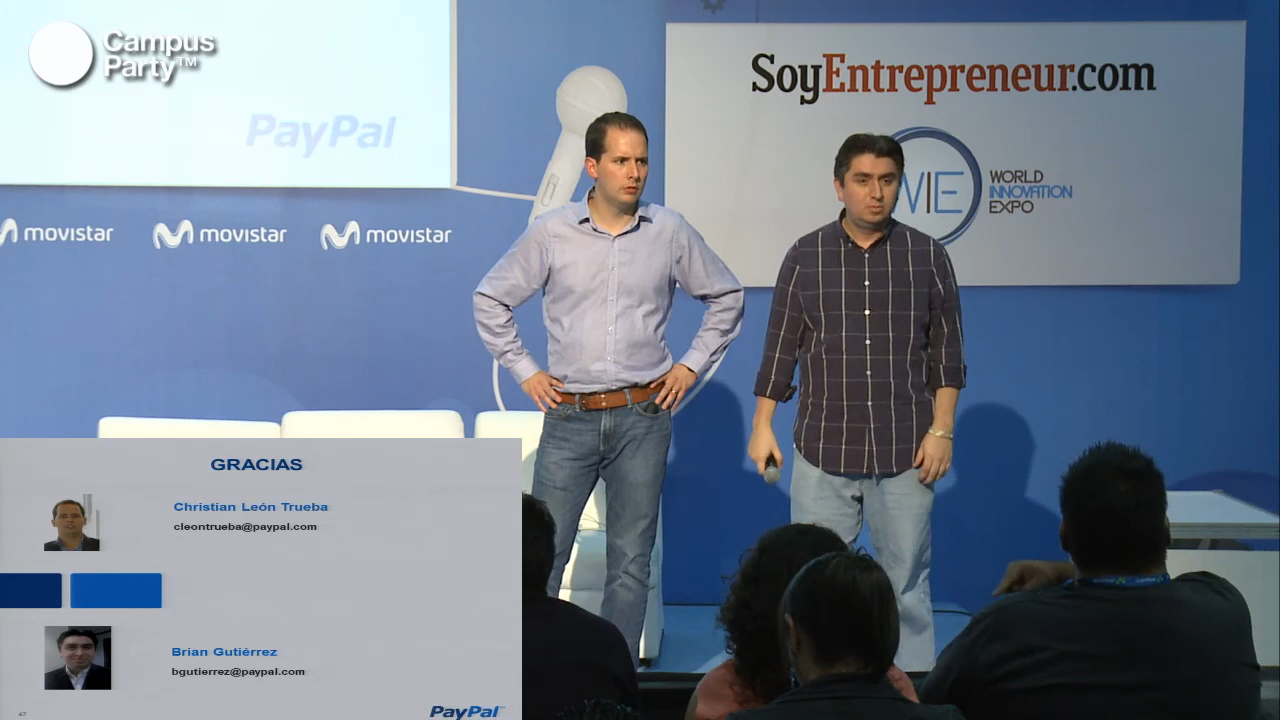 Campus
Party™
PayPal
SoyEntrepreneur.com
WIE
WORLD
INNOVATION
EXPO
movistar
movistar
movistar
GRACIAS
Christian León Trueba
cleontrueba@paypal.com
Brian Gutiérrez
bgutierrez@paypal.com
47
PayPal™